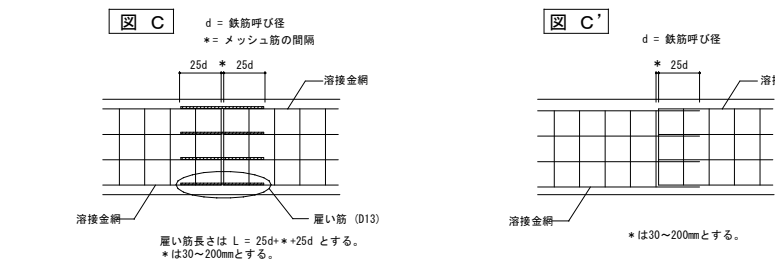 図 C
d = 鉄筋呼び径
*= メッシュ筋の間隔
25d * 25d
溶接金網
溶接金網
雇い筋 (D13)
雇い筋長さは L = 25d+*+25d とする。
*は30~200mmとする。
図 C'
d = 鉄筋呼び径
* 25d
溶接金網
*は30~200mmとする。